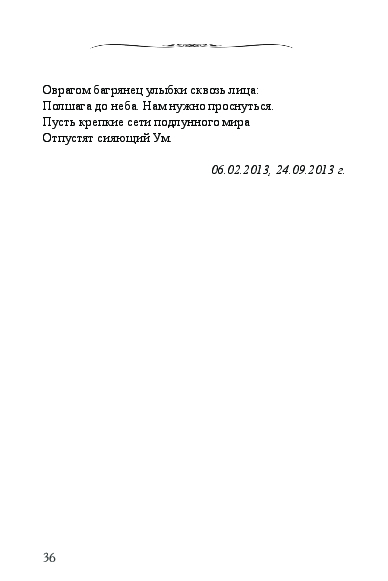 Оврагом багрянец улыбки сквозь лица:
Полшага до неба. Нам нужно проснуться.
Пусть крепкие сети подлунного мира
Отпустят сияющий Ум.
06.02.2013, 24.09.2013 г.
36